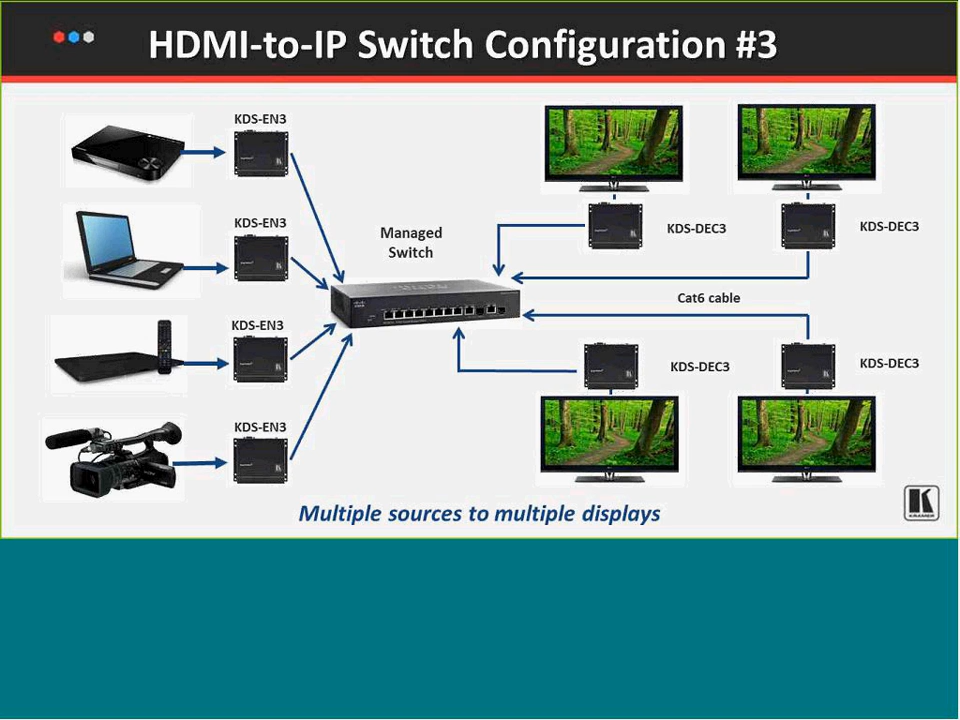 HDMI-to-IP Switch Configuration #3
KDS-EN3
KDS-EN3
KDS-EN3
KDS-EN3
Managed
Switch
KDS-DEC3
KDS-DEC3
Cat6 cable
KDS-DEC3
KDS-DEC3
Multiple sources to multiple displays
KRAMER